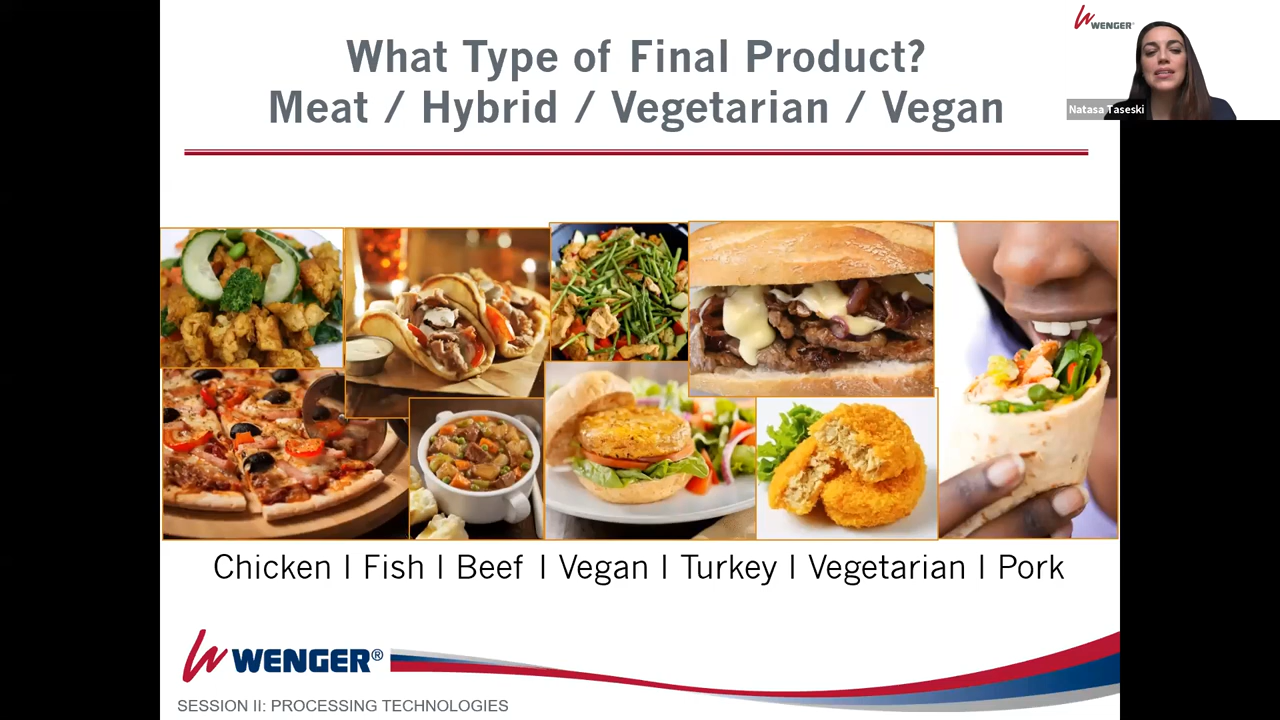 What Type of Final Product?
Meat / Hybrid / Vegetarian / Vegan
WENGER
Natasa Taseski
Chicken | Fish | Beef | Vegan | Turkey | Vegetarian | Pork
WENGER®
SESSION II: PROCESSING TECHNOLOGIES